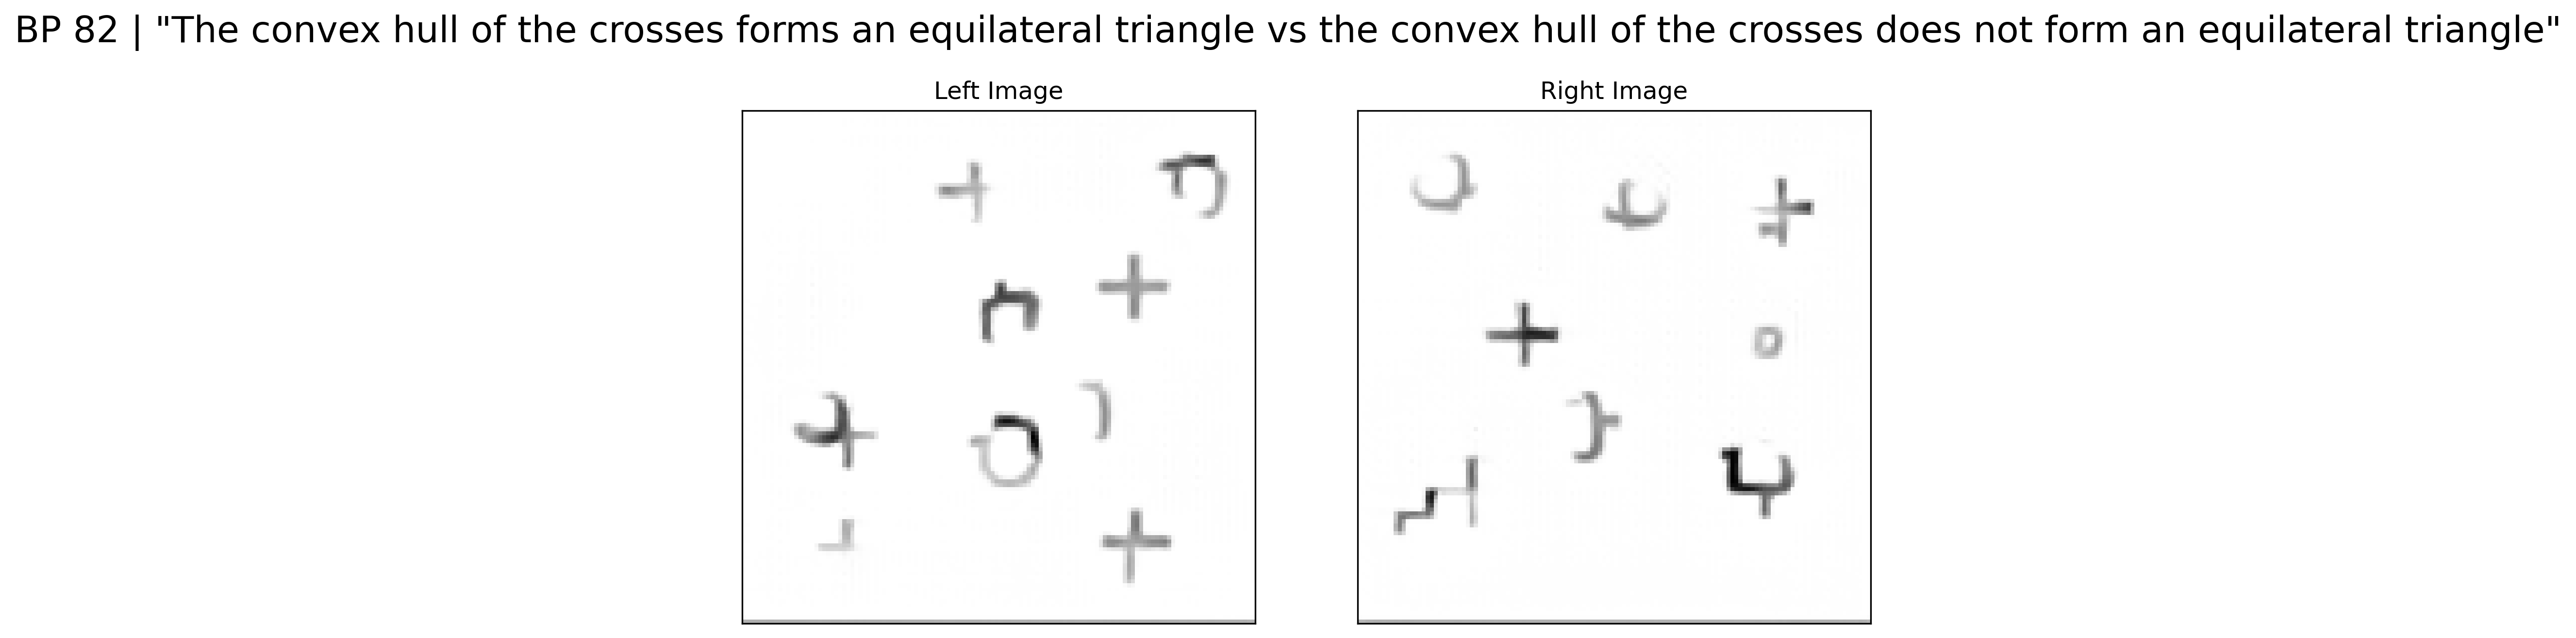 BP 82 | "The convex hull of the crosses forms an equilateral triangle vs the convex hull of the crosses does not form an equilateral triangle"
Left Image
Right Image